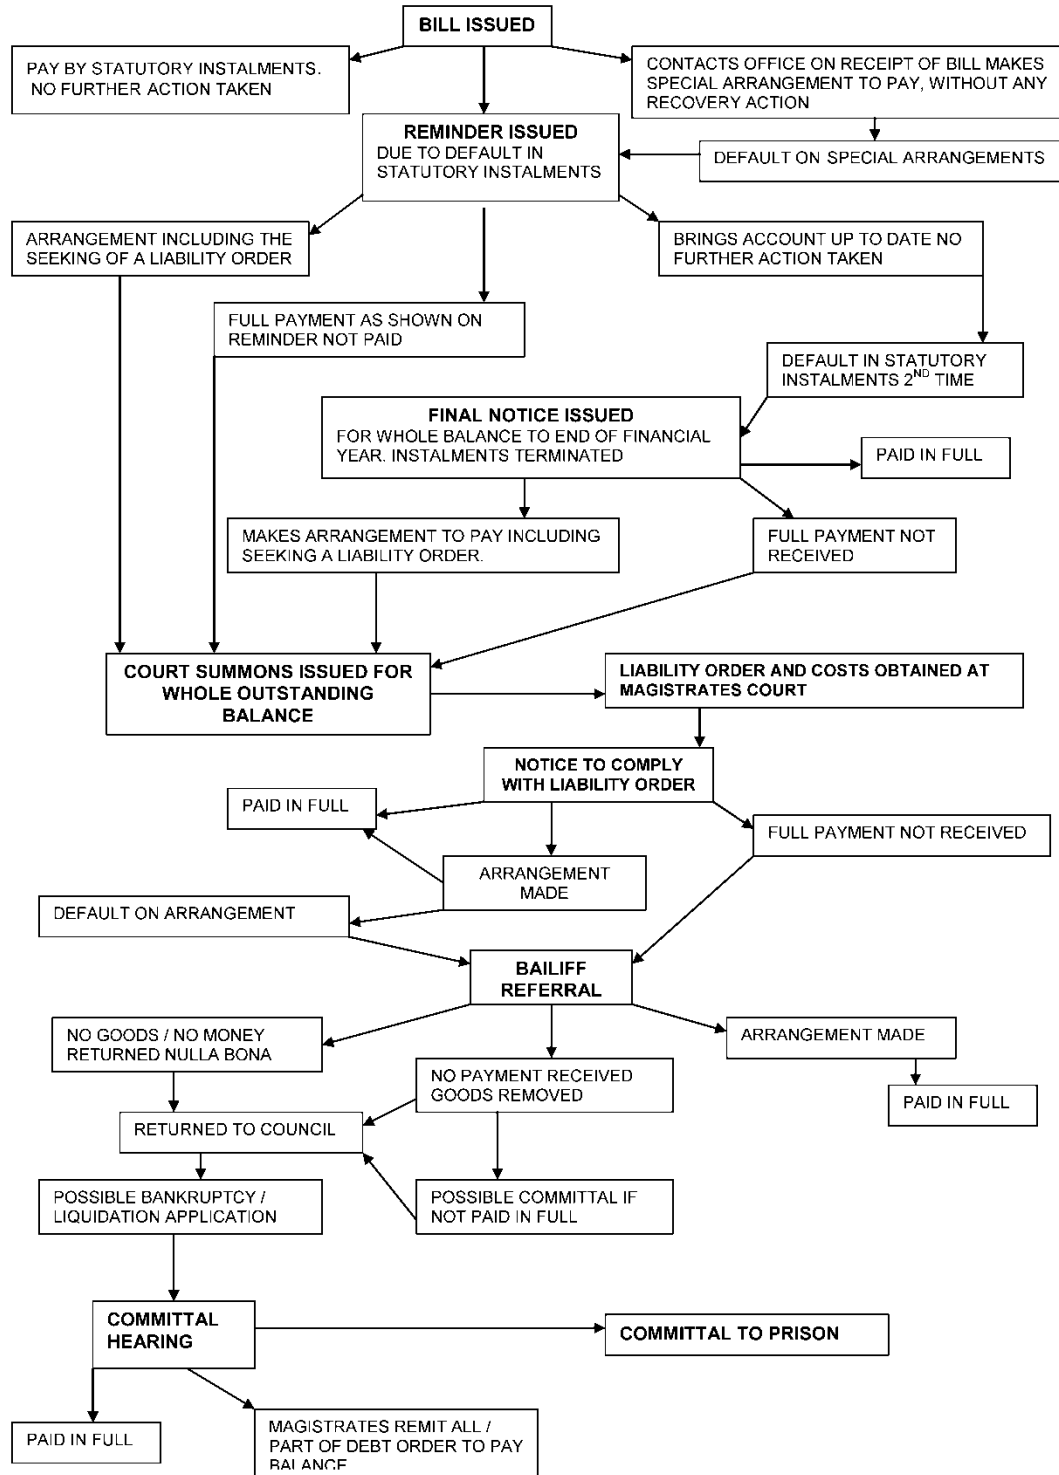 BILL ISSUED
PAY BY STATUTORY INSTALMENTS.
NO FURTHER ACTION TAKEN
CONTACTS OFFICE ON RECEIPT OF BILL MAKES
SPECIAL ARRANGEMENT TO PAY, WITHOUT ANY
RECOVERY ACTION
REMINDER ISSUED
DUE TO DEFAULT IN
STATUTORY INSTALMENTS
DEFAULT ON SPECIAL ARRANGEMENTS
ARRANGEMENT INCLUDING THE
SEEKING OF A LIABILITY ORDER
BRINGS ACCOUNT UP TO DATE NO
FURTHER ACTION TAKEN
FULL PAYMENT AS SHOWN ON
REMINDER NOT PAID
DEFAULT IN STATUTORY
INSTALMENTS 2ND TIME
FINAL NOTICE ISSUED
FOR WHOLE BALANCE TO END OF FINANCIAL
YEAR. INSTALMENTS TERMINATED
PAID IN FULL
MAKES ARRANGEMENT TO PAY INCLUDING
SEEKING A LIABILITY ORDER.
FULL PAYMENT NOT
RECEIVED
COURT SUMMONS ISSUED FOR
WHOLE OUTSTANDING
BALANCE
LIABILITY ORDER AND COSTS OBTAINED AT
MAGISTRATES COURT
NOTICE TO COMPLY
WITH LIABILITY ORDER
PAID IN FULL
FULL PAYMENT NOT RECEIVED
ARRANGEMENT
MADE
DEFAULT ON ARRANGEMENT
BAILIFF
REFERRAL
NO GOODS / NO MONEY
RETURNED NULLA BONA
ARRANGEMENT MADE
NO PAYMENT RECEIVED
GOODS REMOVED
PAID IN FULL
RETURNED TO COUNCIL
POSSIBLE BANKRUPTCY /
LIQUIDATION APPLICATION
POSSIBLE COMMITTAL IF
NOT PAID IN FULL
COMMITTAL
HEARING
COMMITTAL TO PRISON
PAID IN FULL
MAGISTRATES REMIT ALL /
PART OF DEBT ORDER TO PAY
BALANCE